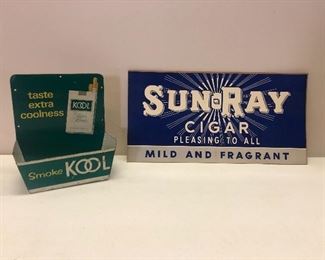 taste
extra
coolness
KOOL
Smoke KOOL
SUN-RAY
CIGAR
PLEASING TO ALL
MILD AND FRAGRANT